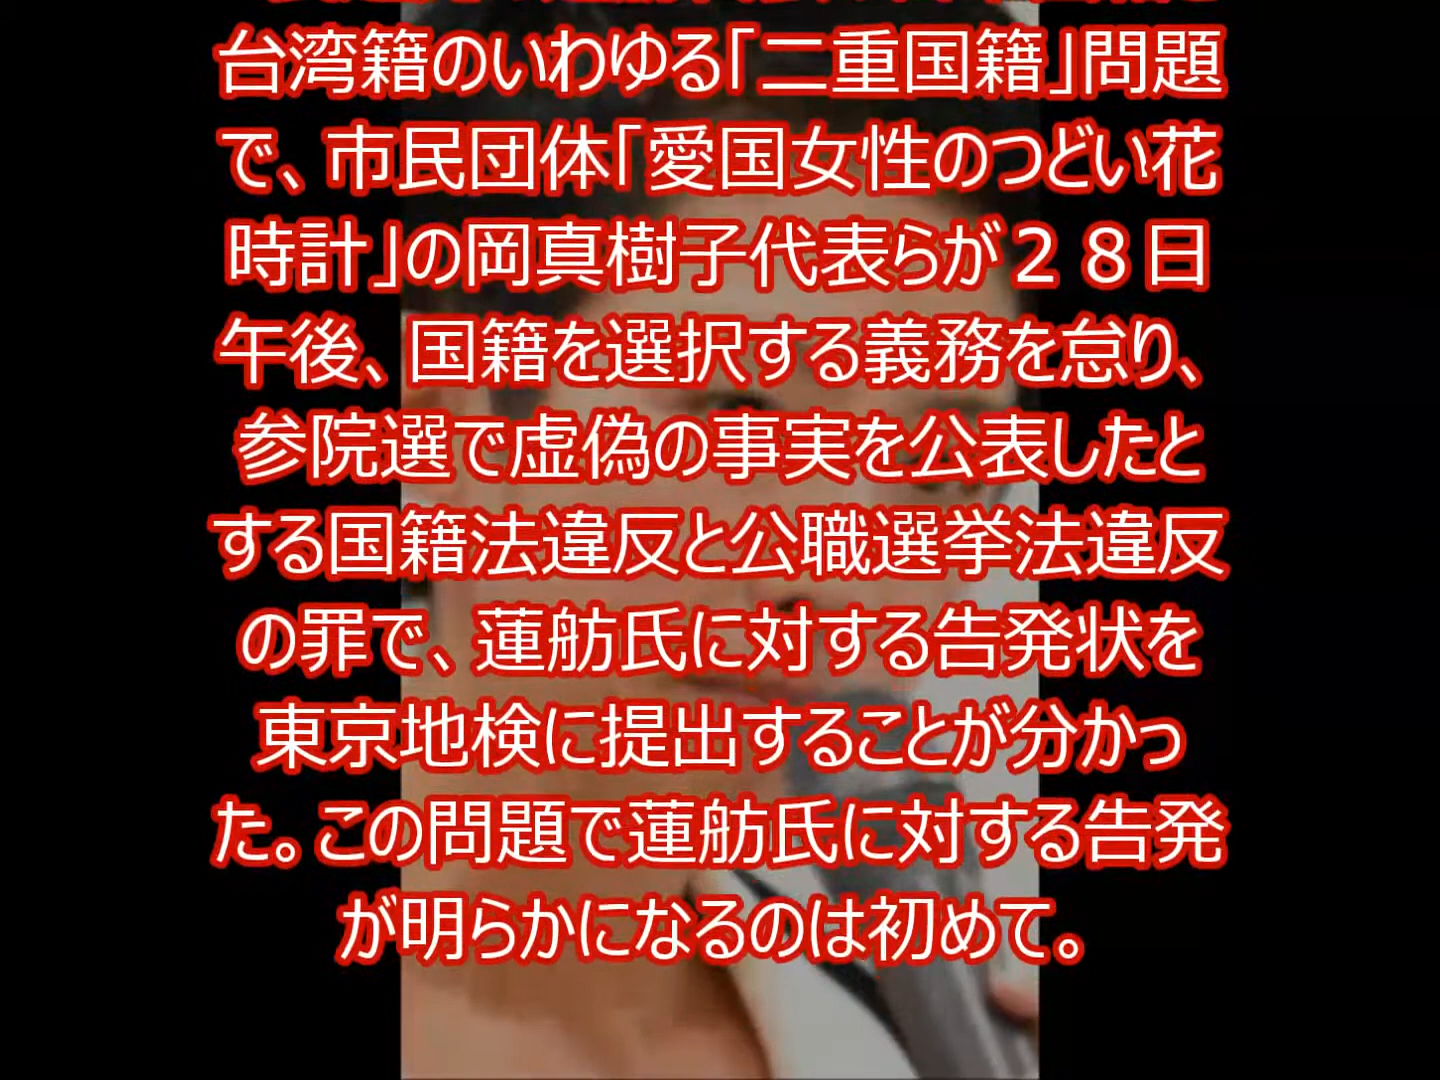 台湾籍のいわゆる「二重国籍」問題
で、市民団体「愛国女性のつどい花
時計」の岡真樹子代表らが２８日
午後、国籍を選択する義務を怠り、
参院選で虚偽の事実を公表したと
する国籍法違反と公職選挙法違反
の罪で、蓮舫氏に対する告発状を
東京地検に提出することが分かっ
た。この問題で蓮舫氏に対する告発
が明らかになるのは初めて。